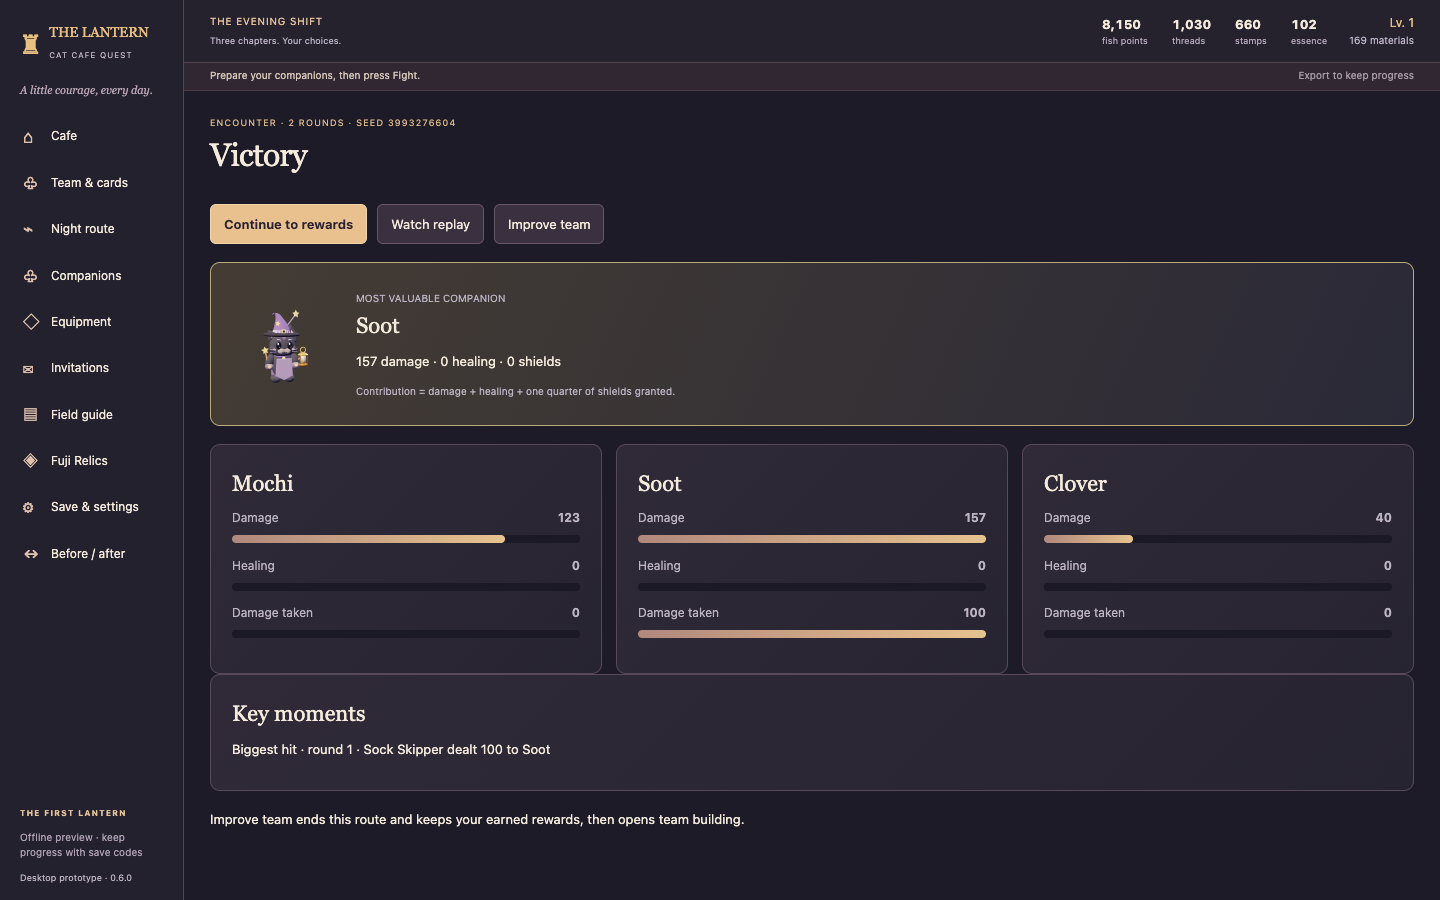 THE LANTERN
CAT CAFE QUEST
A little courage, every day.
Cafe
Team & cards
Night route
Companions
Equipment
Invitations
Field guide
Fuji Relics
Save & settings
Before / after
THE FIRST LANTERN
Offline preview · keep
progress with save codes
Desktop prototype · 0.6.0
THE EVENING SHIFT
Three chapters. Your choices.
8,150
fish points
1,030
threads
660
stamps
102
essence
Lv. 1
169 materials
Prepare your companions, then press Fight.
Export to keep progress
ENCOUNTER · 2 ROUNDS · SEED 3993276604
Victory
Continue to rewards
Watch replay
Improve team
MOST VALUABLE COMPANION
Soot
157 damage · 0 healing · 0 shields
Contribution = damage + healing + one quarter of shields granted.
Mochi
Damage 123
Healing 0
Damage taken 0
Soot
Damage 157
Healing 0
Damage taken 100
Clover
Damage 40
Healing 0
Damage taken 0
Key moments
Biggest hit · round 1 · Sock Skipper dealt 100 to Soot
Improve team ends this route and keeps your earned rewards, then opens team building.